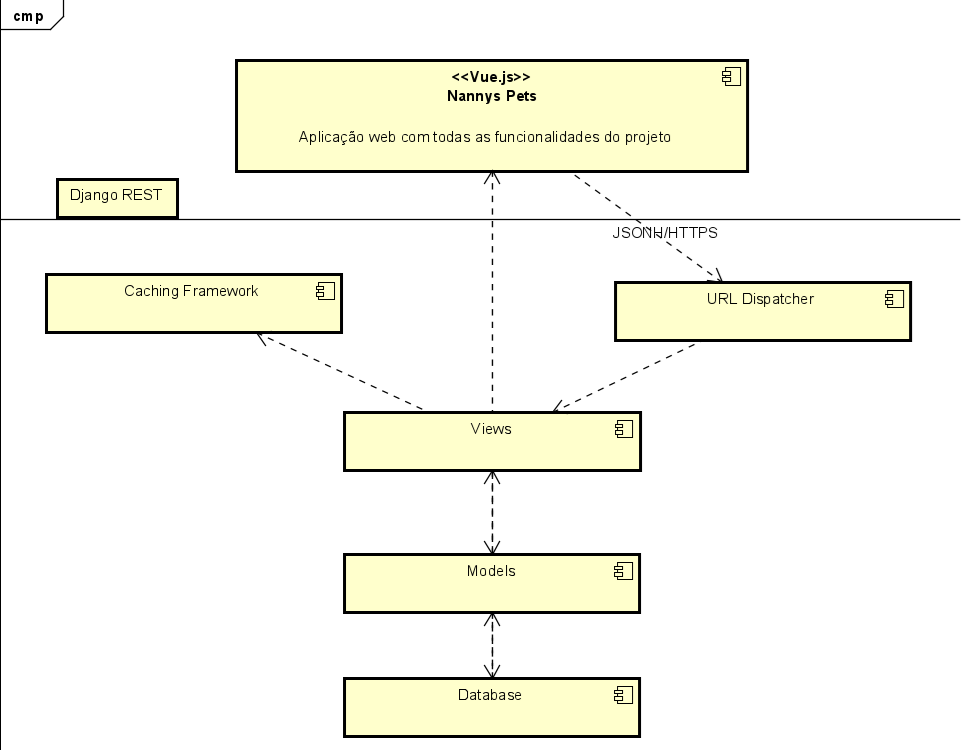 cmp
<<Vue.js>>
Nannys Pets
Aplicação web com todas as funcionalidades do projeto
Django REST
JSONH/HTTPS
Caching Framework
URL Dispatcher
Views
Models
Database